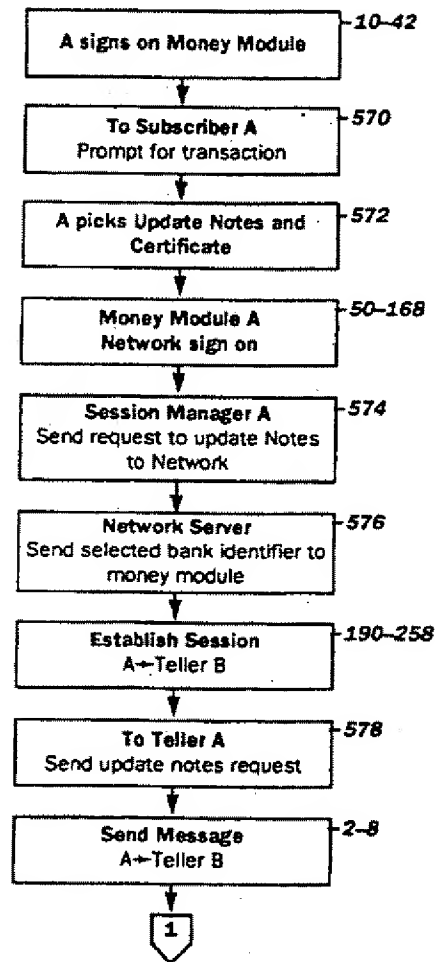 10–42
A signs on Money Module
570
To Subscriber A
Prompt for transaction
572
A picks Update Notes and
Certificate
50–168
Money Module A
Network sign on
574
Session Manager A
Send request to update Notes
to Network
576
Network Server
Send selected bank identifier to
money module
190–258
Establish Session
A→Teller B
578
To Teller A
Send update notes request
2–8
Send Message
A→Teller B
1